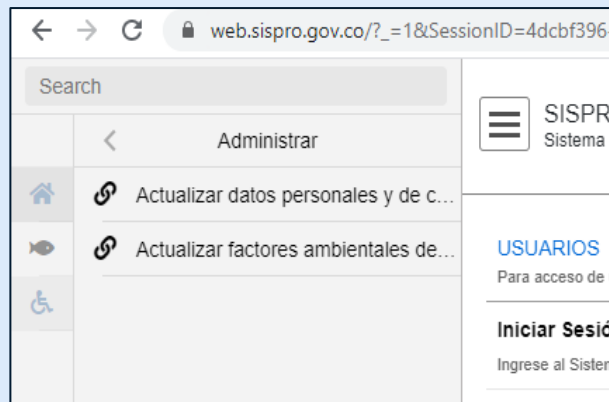 web.sispro.gov.co/?_=1&SessionID=4dcbf396
Search
Administrar
Actualizar datos personales y de c...
Actualizar factores ambientales de...
SISPR
Sistema
USUARIOS
Para acceso de
Iniciar Sesió
Ingrese al Sister